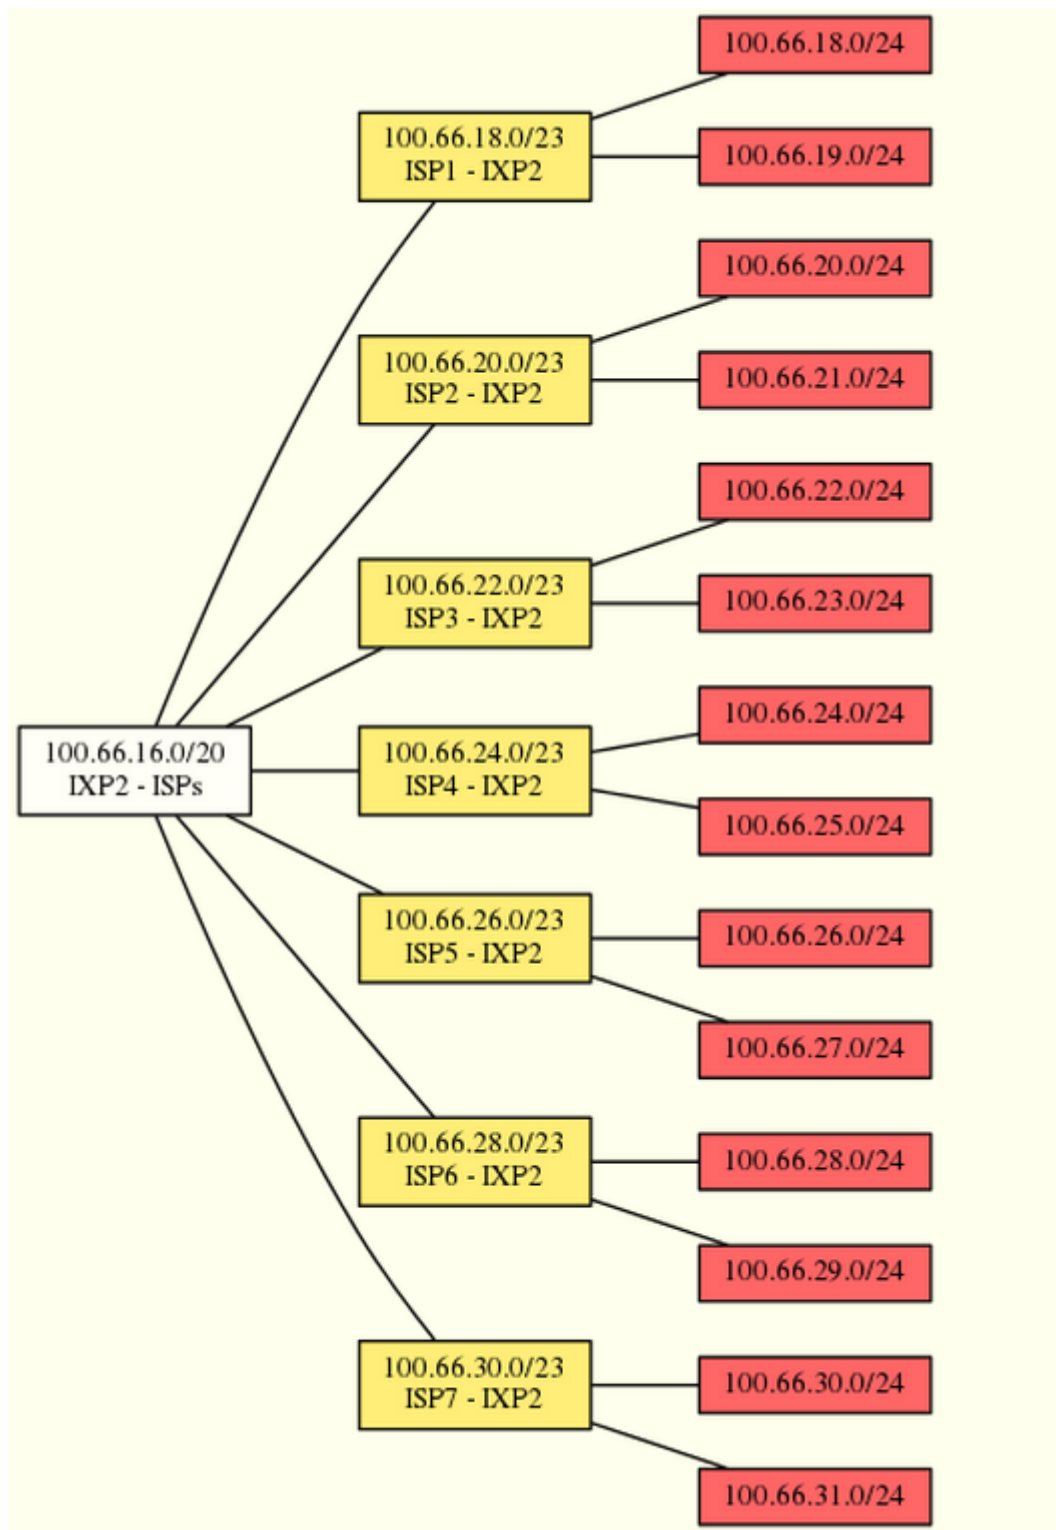 100.66.18.0/24
100.66.18.0/23
ISP1 - IXP2
100.66.19.0/24
100.66.20.0/24
100.66.20.0/23
ISP2 - IXP2
100.66.21.0/24
100.66.22.0/24
100.66.22.0/23
ISP3 - IXP2
100.66.23.0/24
100.66.24.0/24
100.66.16.0/20
IXP2 - ISPs
100.66.24.0/23
ISP4 - IXP2
100.66.25.0/24
100.66.26.0/23
ISP5 - IXP2
100.66.26.0/24
100.66.27.0/24
100.66.28.0/23
ISP6 - IXP2
100.66.28.0/24
100.66.29.0/24
100.66.30.0/23
ISP7 - IXP2
100.66.30.0/24
100.66.31.0/24